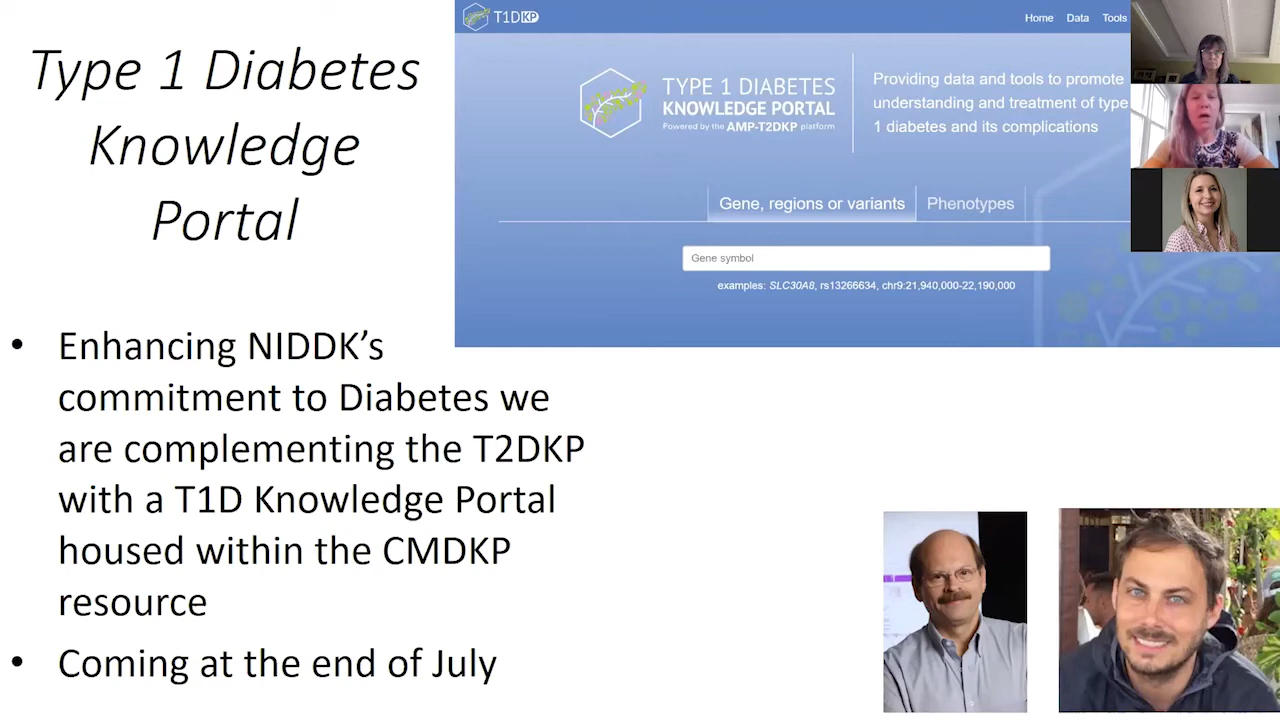 Type 1 Diabetes
Knowledge
Portal
T1DKP
Home Data Tools
TYPE 1 DIABETES
KNOWLEDGE PORTAL
Powered by the AMP-T2DKP platform
Providing data and tools to promote
understanding and treatment of type
1 diabetes and its complications
Gene, regions or variants Phenotypes
Gene symbol
examples: SLC30A8, rs13266634, chr9:21,940,000-22,190,000
• Enhancing NIDDK’s
commitment to Diabetes we
are complementing the T2DKP
with a T1D Knowledge Portal
housed within the CMDKP
resource
• Coming at the end of July